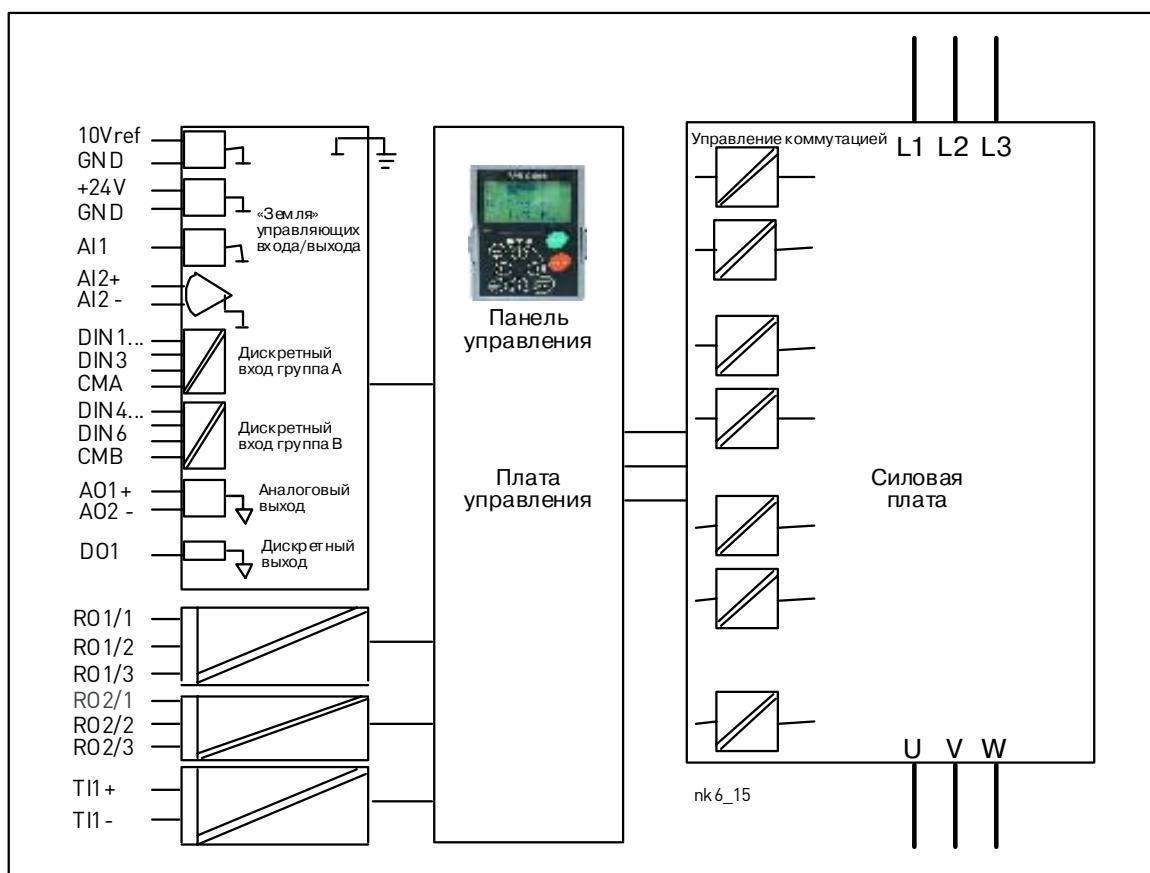 10Vref
GND
+24V
GND
AI1
AI2+
AI2 -
DIN1...
DIN3
CMA
DIN4...
DIN6
CMB
AO1+
AO2 -
DO1
RO1/1
RO1/2
RO1/3
RO2/1
RO2/2
RO2/3
TI1+
TI1-
«Земля»
управляющих
входа/выхода
Дискретный
вход группа А
Дискретный
вход группа В
Аналоговый
выход
Дискретный
выход
Панель
управления
Плата
управления
Управление коммутацией
L1 L2 L3
Силовая
плата
U V W
nk6_15